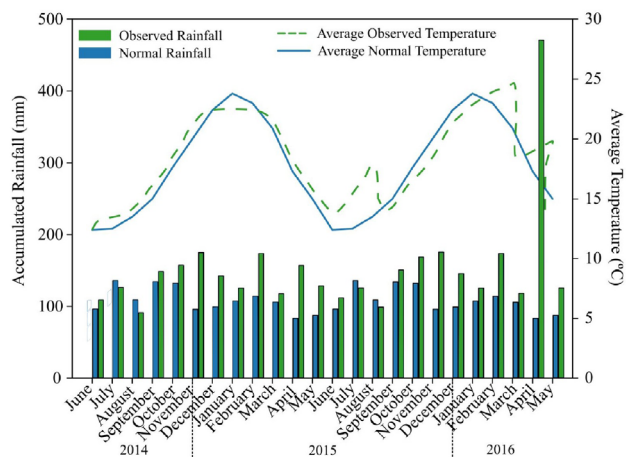 500
400
300
200
100
0
Accumulated Rainfall (mm)
Observed Rainfall
Normal Rainfall
Average Observed Temperature
Average Normal Temperature
30
25
20
15
10
5
0
Average Temperature (ºC)
June
July
August
September
October
November
December
January
February
March
April
May
June
July
August
September
October
November
December
January
February
March
April
May
2014
2015
2016